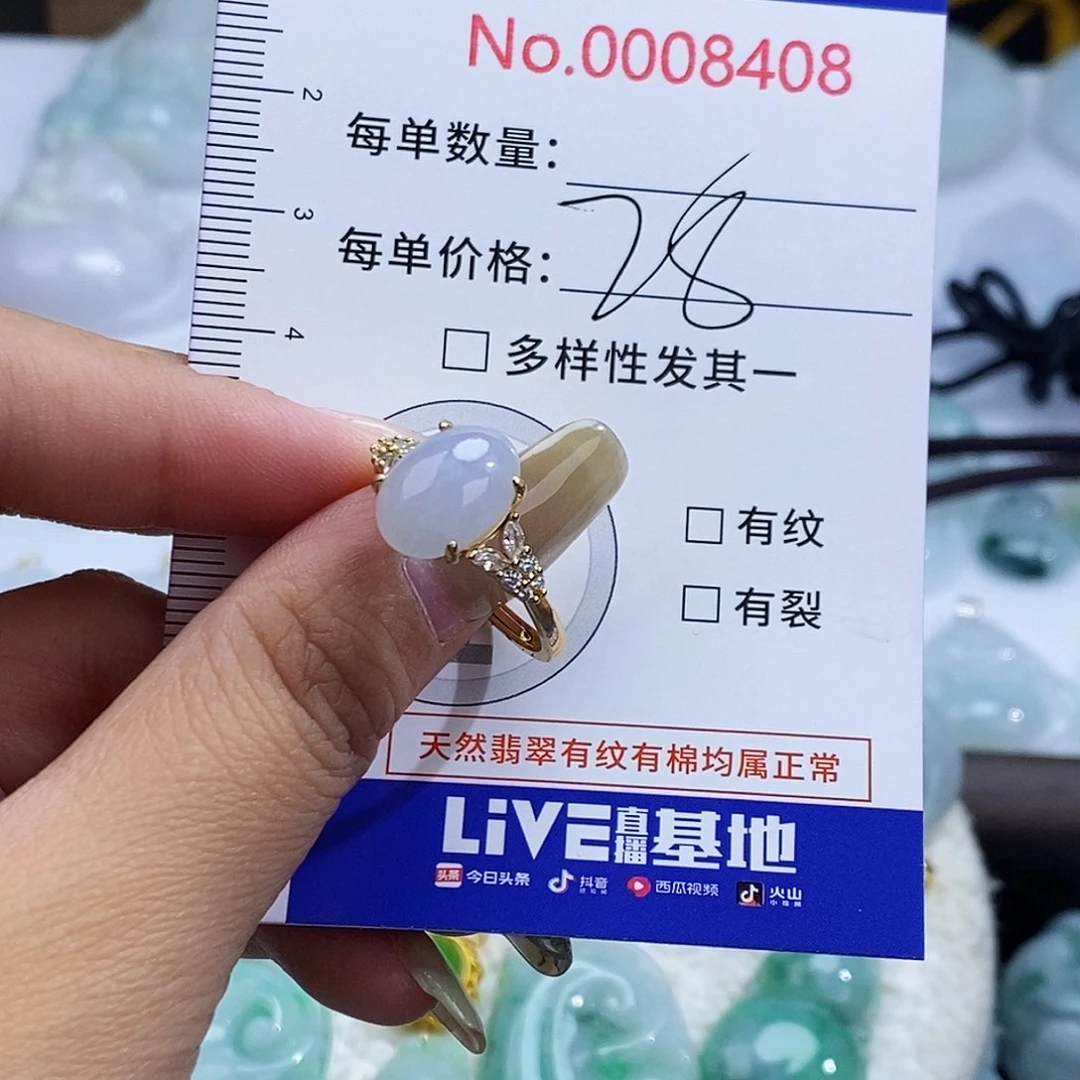 No.0008408
2
每单数量：
3
每单价格：
28
4
多样性发其一
有纹
有裂
天然翡翠有纹有棉均属正常
LiVE直播基地
头条 今日头条 抖音 西瓜视频 火山